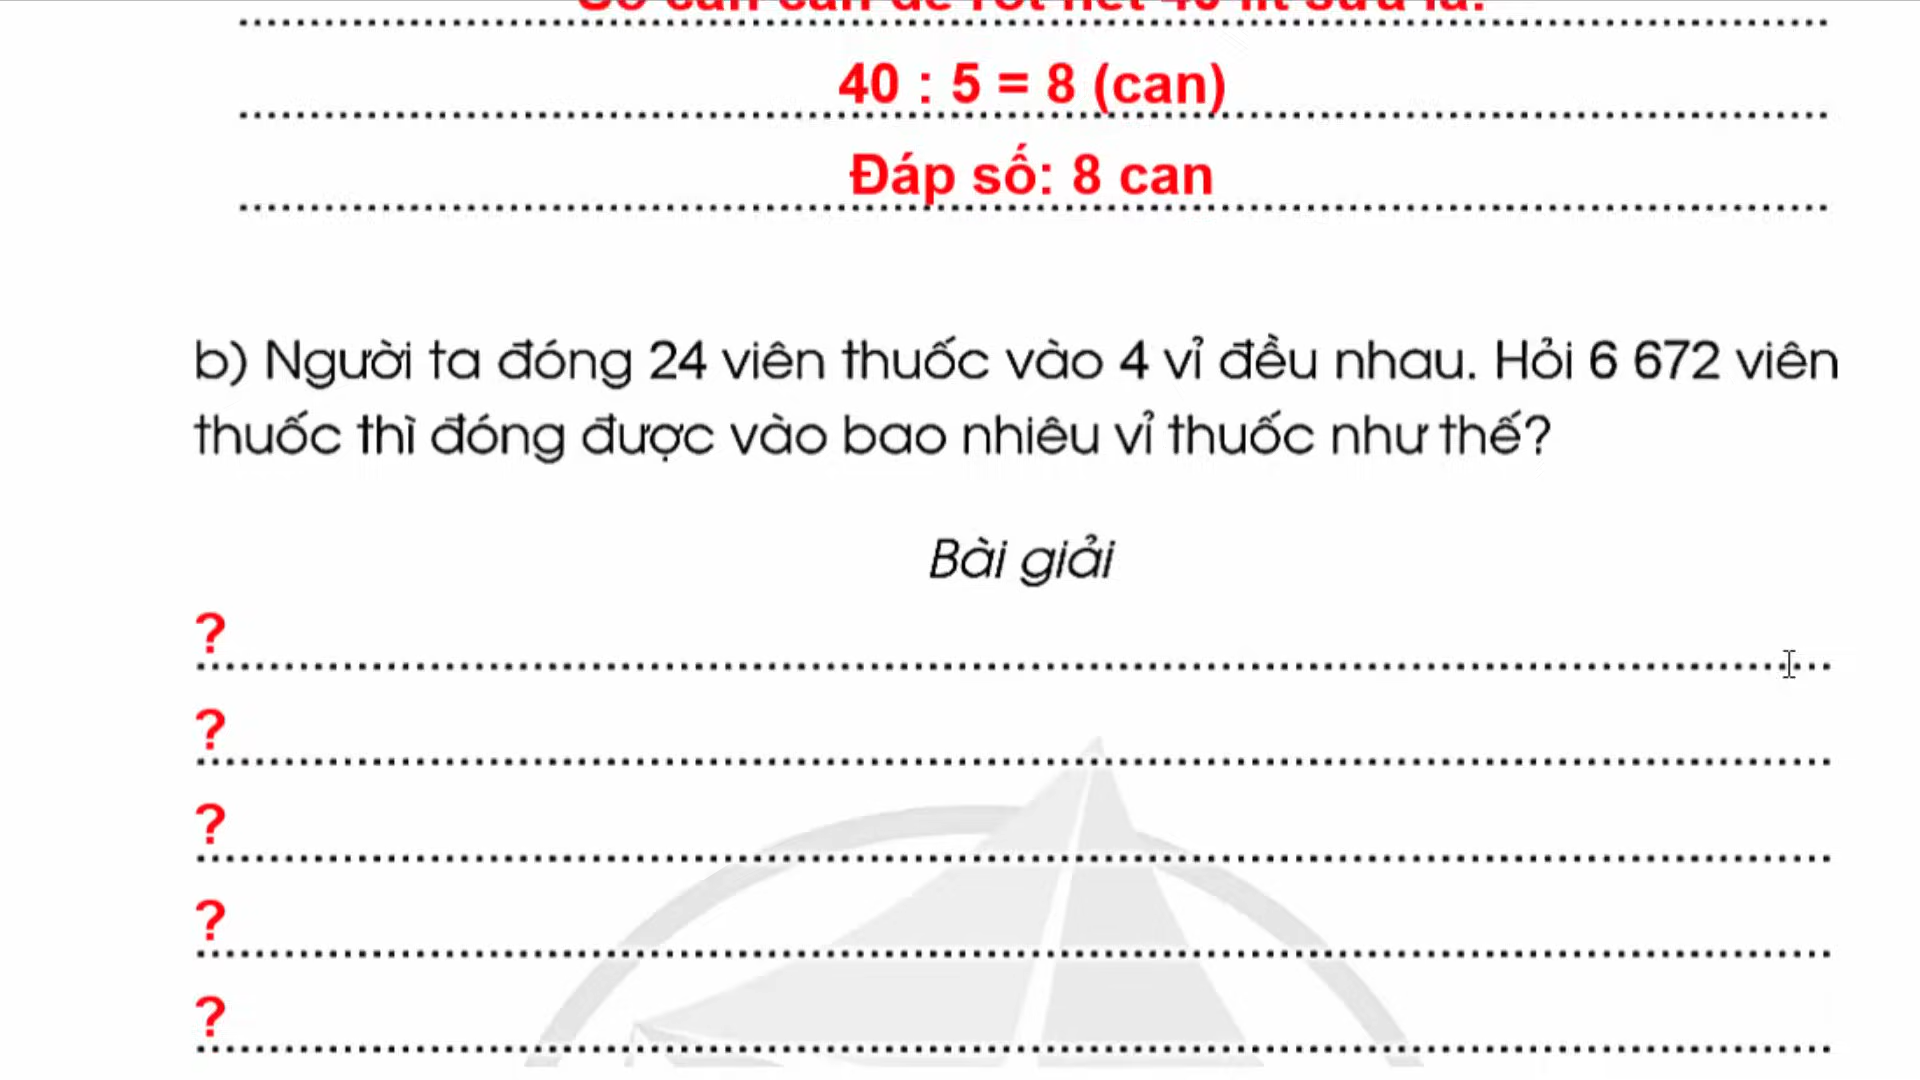 40 : 5 = 8 (can)
Đáp số: 8 can
b) Người ta đóng 24 viên thuốc vào 4 vỉ đều nhau. Hỏi 6 672 viên
thuốc thì đóng được vào bao nhiêu vỉ thuốc như thế?
Bài giải
?
?
?
?
?